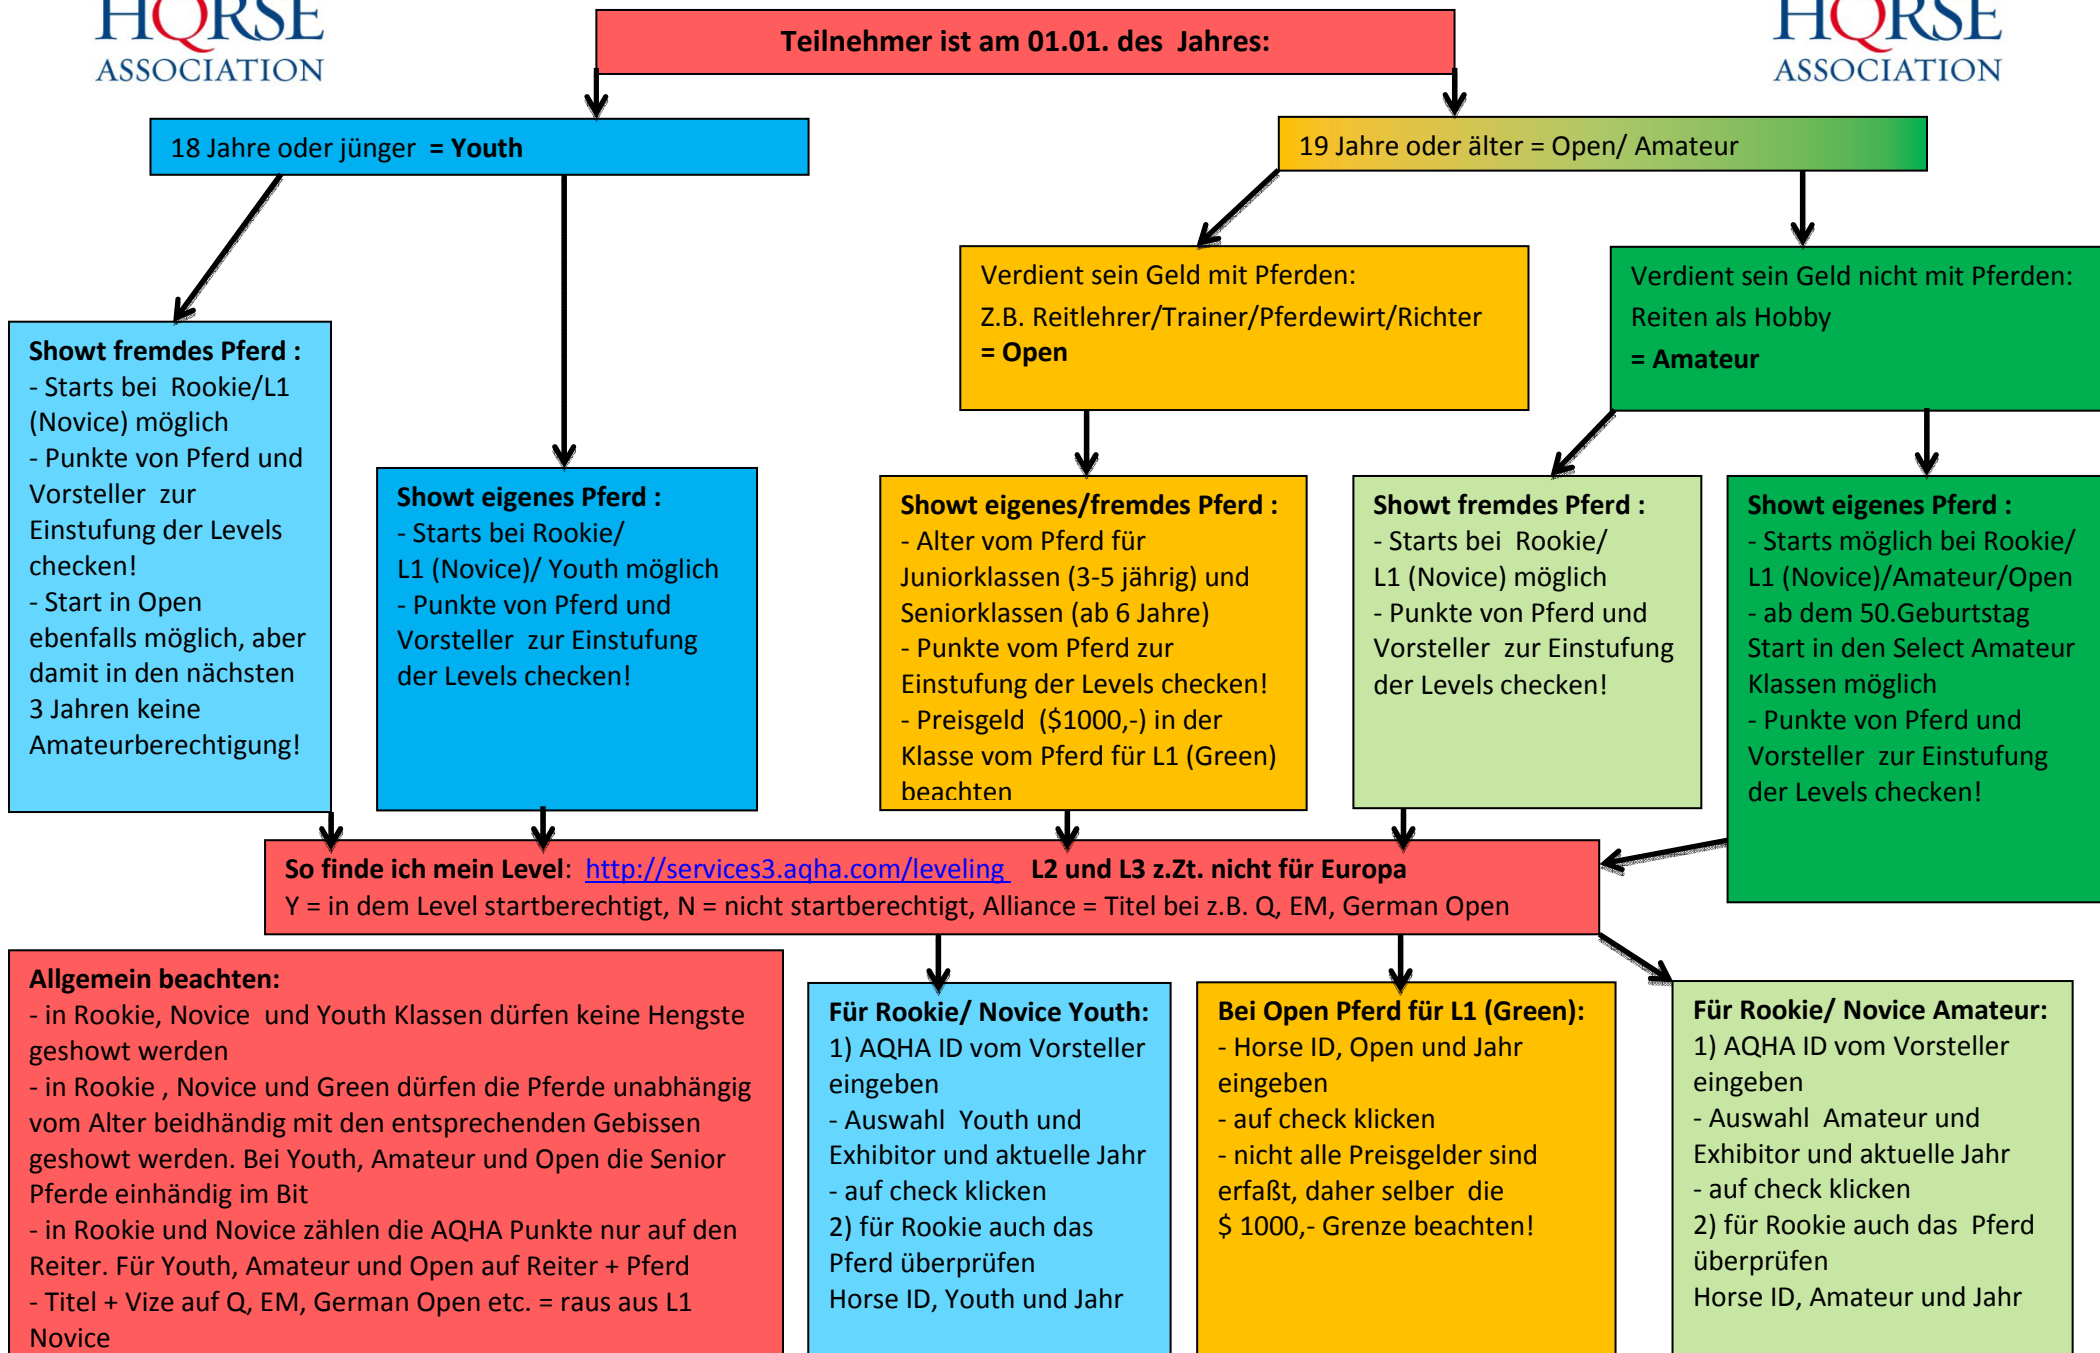 HORSE
ASSOCIATION
HORSE
ASSOCIATION
Teilnehmer ist am 01.01. des Jahres:
18 Jahre oder jünger = Youth
19 Jahre oder älter = Open/ Amateur
Verdient sein Geld mit Pferden:
Z.B. Reitlehrer/Trainer/Pferdewirt/Richter
= Open
Verdient sein Geld nicht mit Pferden:
Reiten als Hobby
= Amateur
Showt fremdes Pferd :
- Starts bei Rookie/L1
(Novice) möglich
- Punkte von Pferd und
Vorsteller zur
Einstufung der Levels
checken!
- Start in Open
ebenfalls möglich, aber
damit in den nächsten
3 Jahren keine
Amateurberechtigung!
Showt eigenes Pferd :
- Starts bei Rookie/
L1 (Novice)/ Youth möglich
- Punkte von Pferd und
Vorsteller zur Einstufung
der Levels checken!
Showt eigenes/fremdes Pferd :
- Alter vom Pferd für
Juniorklassen (3-5 jährig) und
Seniorklassen (ab 6 Jahre)
- Punkte vom Pferd zur
Einstufung der Levels checken!
- Preisgeld ($1000,-) in der
Klasse vom Pferd für L1 (Green)
beachten
Showt fremdes Pferd :
- Starts bei Rookie/
L1 (Novice) möglich
- Punkte von Pferd und
Vorsteller zur Einstufung
der Levels checken!
Showt eigenes Pferd :
- Starts möglich bei Rookie/
L1 (Novice)/Amateur/Open
- ab dem 50.Geburtstag
Start in den Select Amateur
Klassen möglich
- Punkte von Pferd und
Vorsteller zur Einstufung
der Levels checken!
So finde ich mein Level: http://services3.aqha.com/leveling L2 und L3 z.Zt. nicht für Europa
Y = in dem Level startberechtigt, N = nicht startberechtigt, Alliance = Titel bei z.B. Q, EM, German Open
Allgemein beachten:
- in Rookie, Novice und Youth Klassen dürfen keine Hengste
geshowt werden
- in Rookie , Novice und Green dürfen die Pferde unabhängig
vom Alter beidhändig mit den entsprechenden Gebissen
geshowt werden. Bei Youth, Amateur und Open die Senior
Pferde einhändig im Bit
- in Rookie und Novice zählen die AQHA Punkte nur auf den
Reiter. Für Youth, Amateur und Open auf Reiter + Pferd
- Titel + Vize auf Q, EM, German Open etc. = raus aus L1
Novice
Für Rookie/ Novice Youth:
1) AQHA ID vom Vorsteller
eingeben
- Auswahl Youth und
Exhibitor und aktuelle Jahr
- auf check klicken
2) für Rookie auch das
Pferd überprüfen
Horse ID, Youth und Jahr
Bei Open Pferd für L1 (Green):
- Horse ID, Open und Jahr
eingeben
- auf check klicken
- nicht alle Preisgelder sind
erfaßt, daher selber die
$ 1000,- Grenze beachten!
Für Rookie/ Novice Amateur:
1) AQHA ID vom Vorsteller
eingeben
- Auswahl Amateur und
Exhibitor und aktuelle Jahr
- auf check klicken
2) für Rookie auch das Pferd
überprüfen
Horse ID, Amateur und Jahr